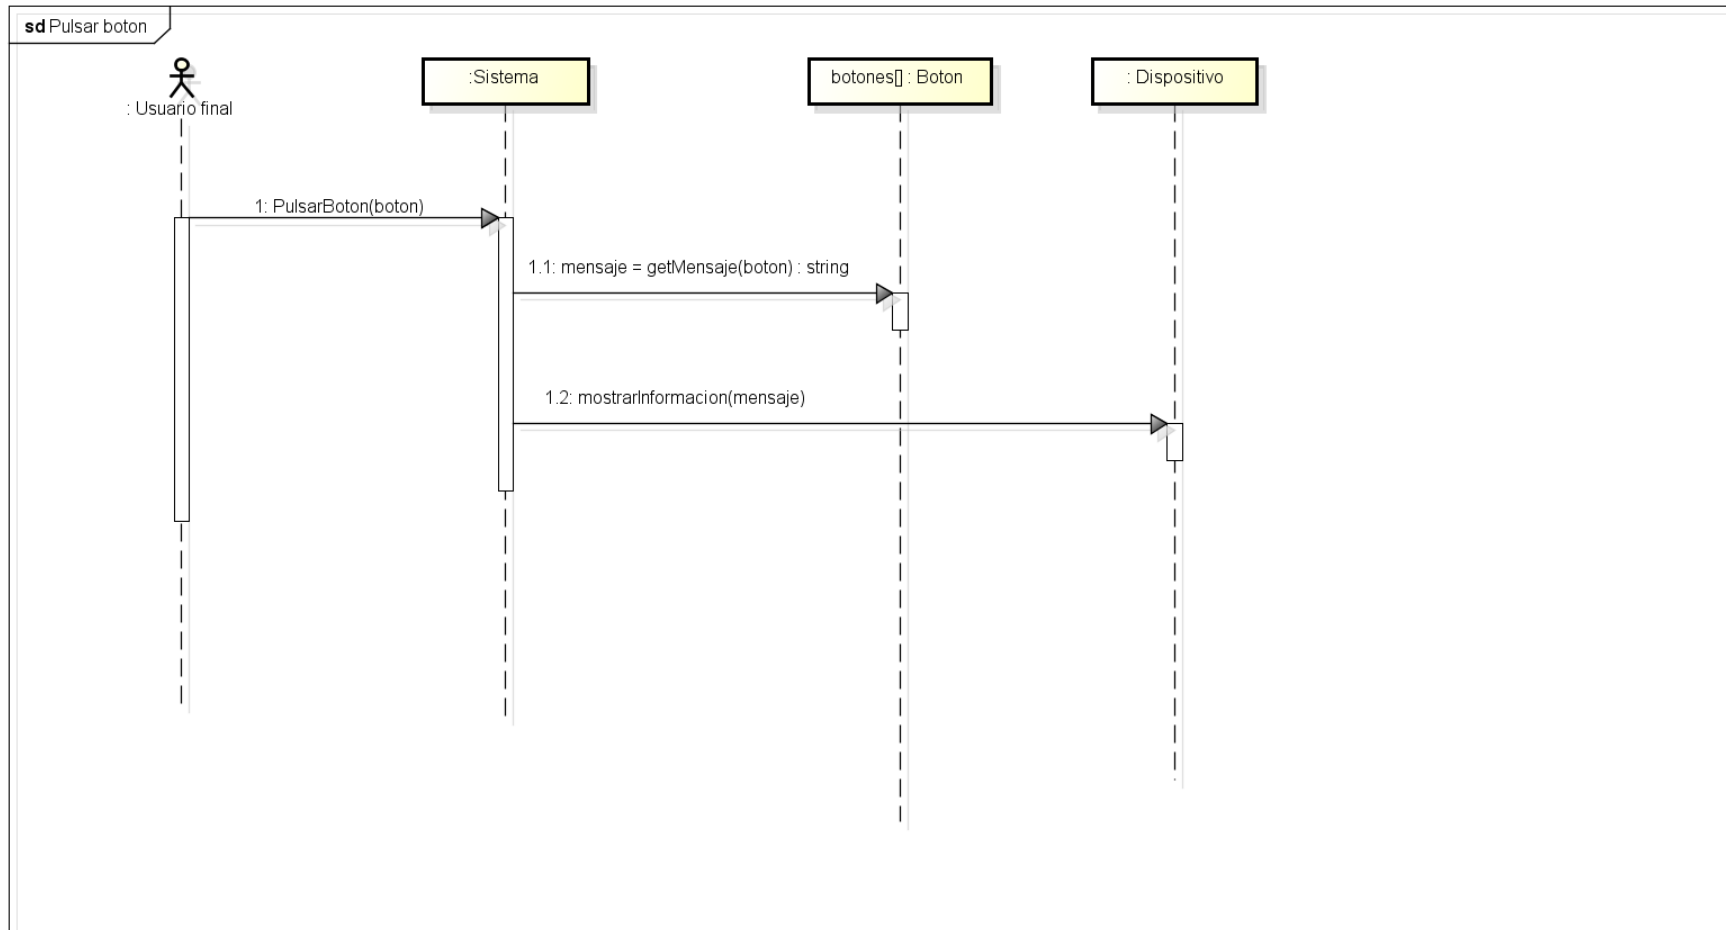 sd Pulsar boton
: Usuario final
:Sistema
botones[] : Boton
: Dispositivo
1: PulsarBoton(boton)
1.1: mensaje = getMensaje(boton) : string
1.2: mostrarInformacion(mensaje)